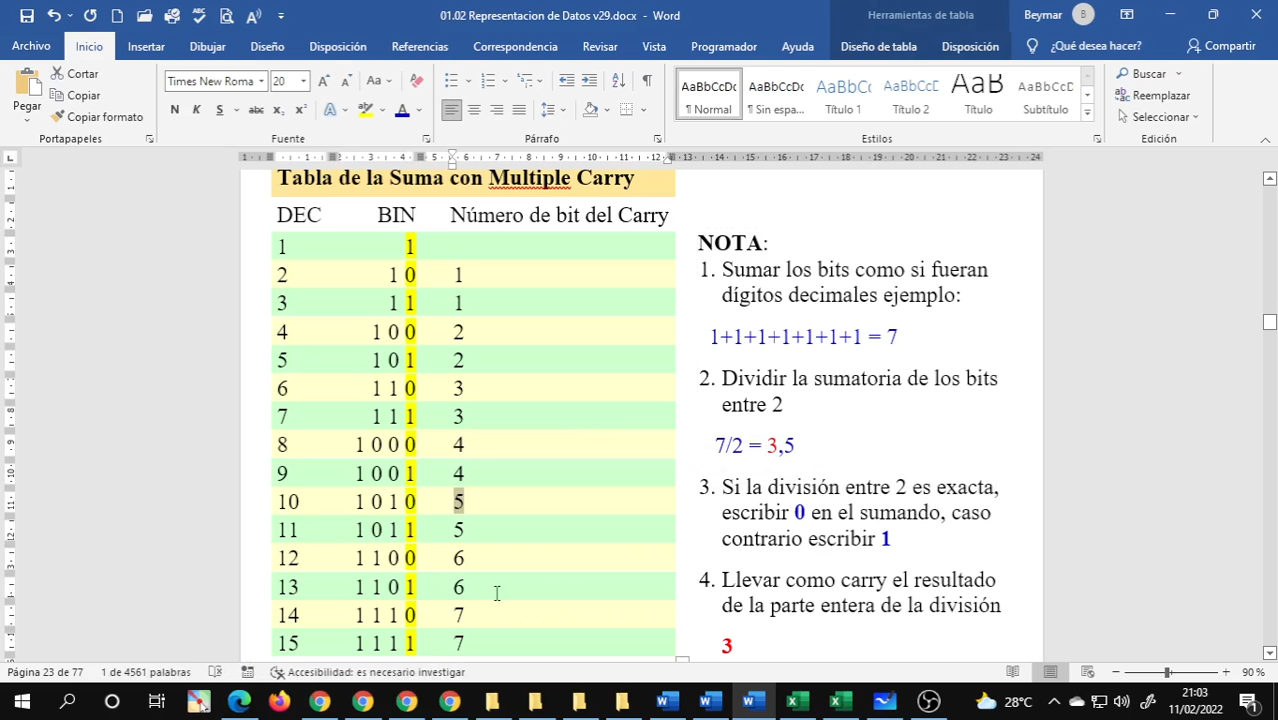 01.02 Representacion de Datos v29.docx - Word
Herramientas de tabla
Beymar B
Archivo Inicio Insertar Dibujar Diseño Disposición Referencias Correspondencia Revisar Vista Programador Ayuda Diseño de tabla Disposición ¿Qué desea hacer? Compartir
Pegar
Cortar
Copiar
Copiar formato
Times New Roma 20
N K S abc
AaBbCcDc AaBbCcDc AaBbCc AaBbCcD AaB AaBbCcD
¶ Normal ¶ Sin espa... Título 1 Título 2 Título Subtítulo
Buscar
Reemplazar
Seleccionar
Portapapeles Fuente Párrafo Estilos Edición
Tabla de la Suma con Multiple Carry
DEC BIN Número de bit del Carry
1 1
2 1 0 1
3 1 1 1
4 1 0 0 2
5 1 0 1 2
6 1 1 0 3
7 1 1 1 3
8 1 0 0 0 4
9 1 0 0 1 4
10 1 0 1 0 5
11 1 0 1 1 5
12 1 1 0 0 6
13 1 1 0 1 6
14 1 1 1 0 7
15 1 1 1 1 7
NOTA:
1. Sumar los bits como si fueran
dígitos decimales ejemplo:
1+1+1+1+1+1+1 = 7
2. Dividir la sumatoria de los bits
entre 2
7/2 = 3,5
3. Si la división entre 2 es exacta,
escribir 0 en el sumando, caso
contrario escribir 1
4. Llevar como carry el resultado
de la parte entera de la división
3
Página 23 de 77 1 de 4561 palabras Accesibilidad: es necesario investigar 90 %
28°C 21:03
11/02/2022